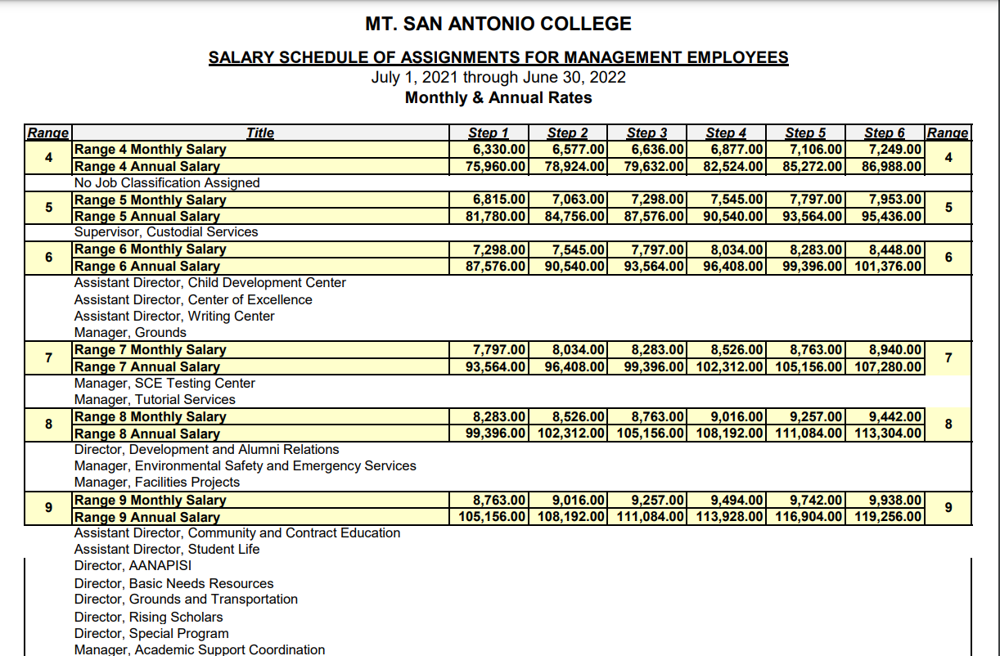 MT. SAN ANTONIO COLLEGE
SALARY SCHEDULE OF ASSIGNMENTS FOR MANAGEMENT EMPLOYEES
July 1, 2021 through June 30, 2022
Monthly & Annual Rates
Range Title Step 1 Step 2 Step 3 Step 4 Step 5 Step 6 Range
4 Range 4 Monthly Salary 6,330.00 6,577.00 6,636.00 6,877.00 7,106.00 7,249.00 4
Range 4 Annual Salary 75,960.00 78,924.00 79,632.00 82,524.00 85,272.00 86,988.00
No Job Classification Assigned
5 Range 5 Monthly Salary 6,815.00 7,063.00 7,298.00 7,545.00 7,797.00 7,953.00 5
Range 5 Annual Salary 81,780.00 84,756.00 87,576.00 90,540.00 93,564.00 95,436.00
Supervisor, Custodial Services
6 Range 6 Monthly Salary 7,298.00 7,545.00 7,797.00 8,034.00 8,283.00 8,448.00 6
Range 6 Annual Salary 87,576.00 90,540.00 93,564.00 96,408.00 99,396.00 101,376.00
Assistant Director, Child Development Center
Assistant Director, Center of Excellence
Assistant Director, Writing Center
Manager, Grounds
7 Range 7 Monthly Salary 7,797.00 8,034.00 8,283.00 8,526.00 8,763.00 8,940.00 7
Range 7 Annual Salary 93,564.00 96,408.00 99,396.00 102,312.00 105,156.00 107,280.00
Manager, SCE Testing Center
Manager, Tutorial Services
8 Range 8 Monthly Salary 8,283.00 8,526.00 8,763.00 9,016.00 9,257.00 9,442.00 8
Range 8 Annual Salary 99,396.00 102,312.00 105,156.00 108,192.00 111,084.00 113,304.00
Director, Development and Alumni Relations
Manager, Environmental Safety and Emergency Services
Manager, Facilities Projects
9 Range 9 Monthly Salary 8,763.00 9,016.00 9,257.00 9,494.00 9,742.00 9,938.00 9
Range 9 Annual Salary 105,156.00 108,192.00 111,084.00 113,928.00 116,904.00 119,256.00
Assistant Director, Community and Contract Education
Assistant Director, Student Life
Director, AANAPISI
Director, Basic Needs Resources
Director, Grounds and Transportation
Director, Rising Scholars
Director, Special Program
Manager, Academic Support Coordination